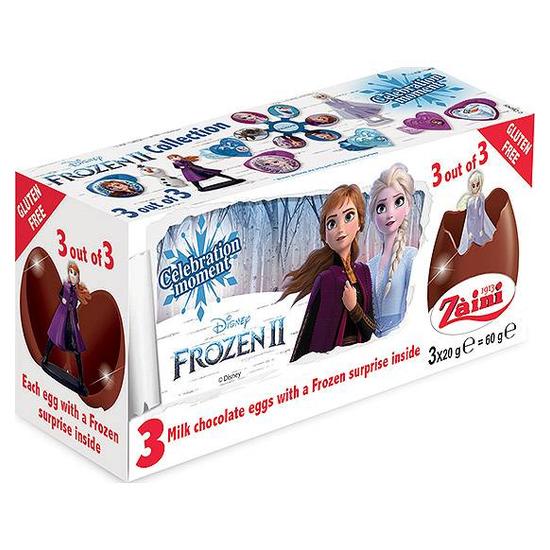 Disney
FROZEN II Collection
3 out of 3
Celebration
moment
GLUTEN
FREE
3 out of 3
Each egg with a Frozen
surprise inside
Celebration
moment
Disney
FROZEN II
© Disney
3 Milk chocolate eggs with a Frozen surprise inside
3 out of 3
GLUTEN
FREE
1913
Zàini
3x20 g e = 60 g e